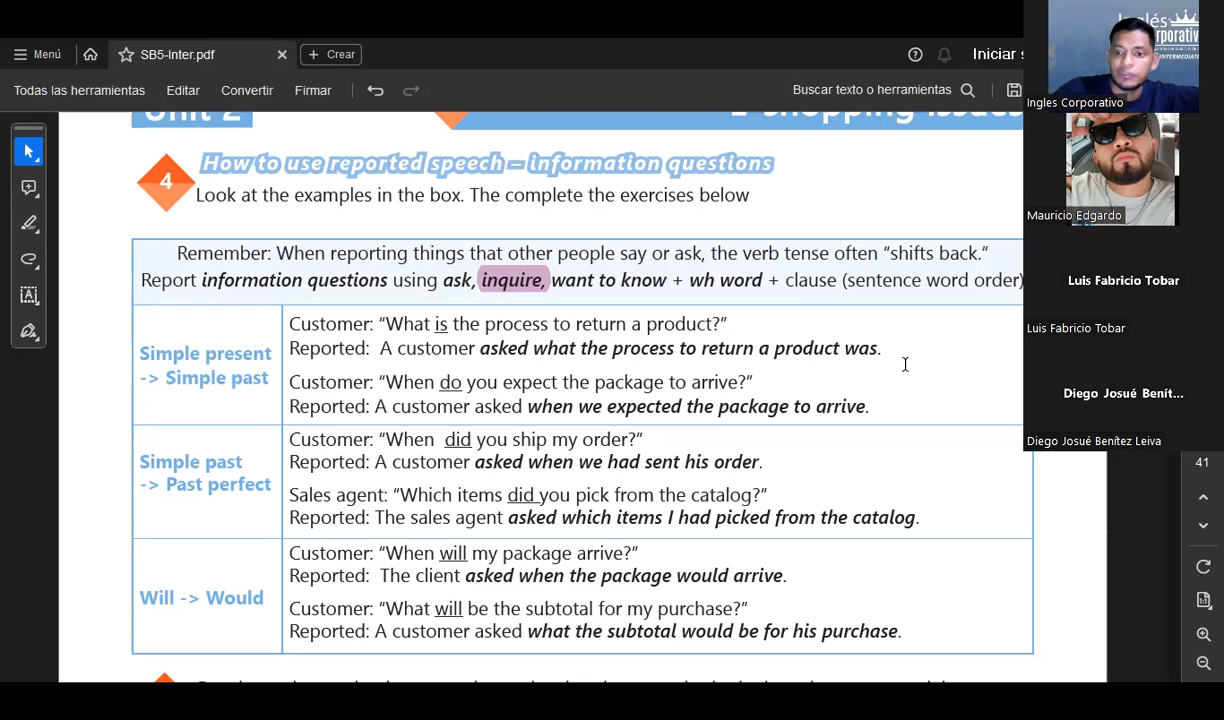 Menú
SB5-Inter.pdf
Crear
Iniciar s
Todas las herramientas
Editar
Convertir
Firmar
Buscar texto o herramientas
Inglés
Corporativo
INTERMEDIATE
Ingles Corporativo
Mauricio Edgardo
Luis Fabricio Tobar
Luis Fabricio Tobar
Diego Josué Benít...
Diego Josué Benítez Leiva
Unit 2
E-shopping issues
4
How to use reported speech – information questions
Look at the examples in the box. The complete the exercises below
Remember: When reporting things that other people say or ask, the verb tense often “shifts back.”
Report information questions using ask, inquire, want to know + wh word + clause (sentence word order)
Simple present
-> Simple past
Customer: “What is the process to return a product?”
Reported: A customer asked what the process to return a product was.
Customer: “When do you expect the package to arrive?”
Reported: A customer asked when we expected the package to arrive.
Simple past
-> Past perfect
Customer: “When did you ship my order?”
Reported: A customer asked when we had sent his order.
Sales agent: “Which items did you pick from the catalog?”
Reported: The sales agent asked which items I had picked from the catalog.
Will -> Would
Customer: “When will my package arrive?”
Reported: The client asked when the package would arrive.
Customer: “What will be the subtotal for my purchase?”
Reported: A customer asked what the subtotal would be for his purchase.
41
1:1